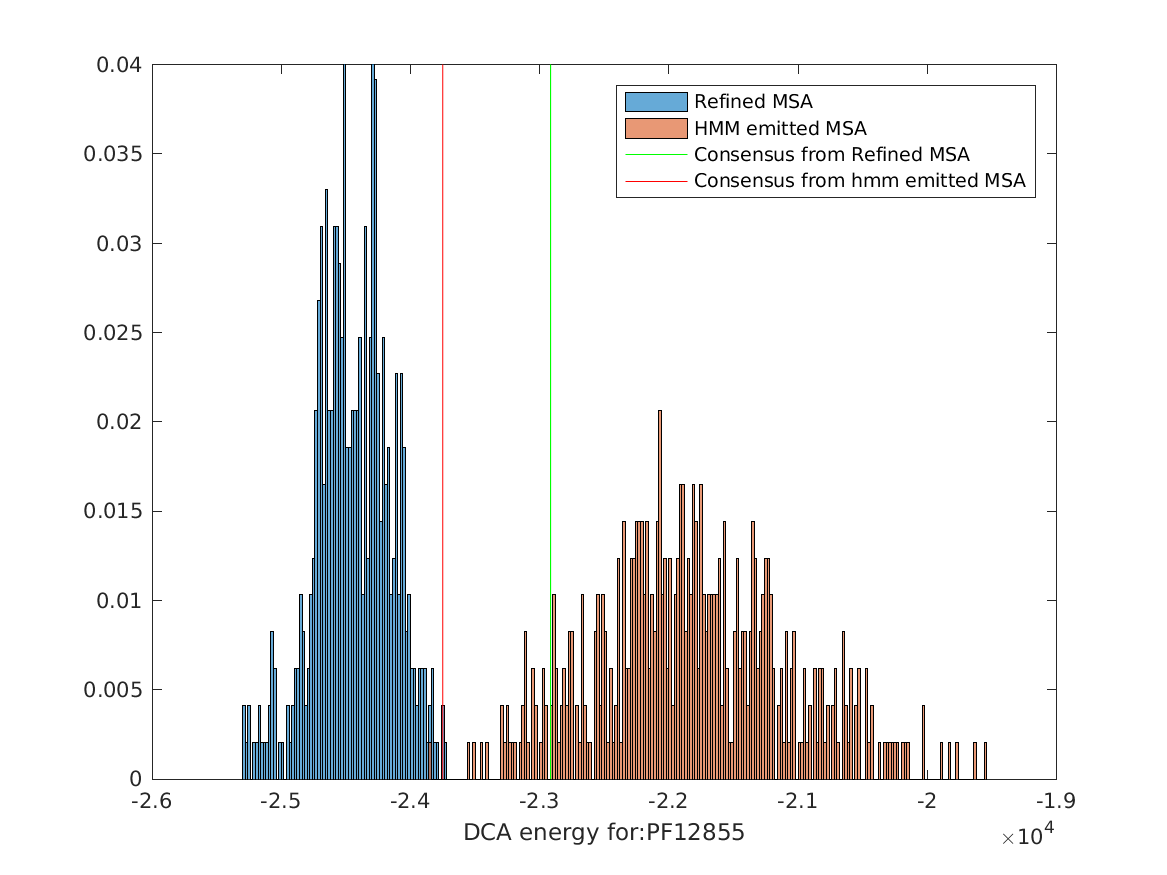 0.04
0.035
0.03
0.025
0.02
0.015
0.01
0.005
0
Refined MSA
HMM emitted MSA
Consensus from Refined MSA
Consensus from hmm emitted MSA
-2.6 -2.5 -2.4 -2.3 -2.2 -2.1 -2 -1.9
DCA energy for:PF12855
×10⁴